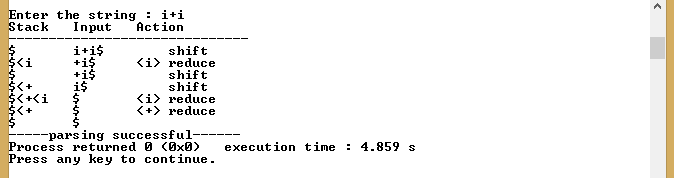 Enter the string : i+i
Stack   Input   Action
------------------------------
$       i+i$        shift
$<i     +i$     <i> reduce
$       +i$         shift
$<+     i$          shift
$<+<i   $       <i> reduce
$<+     $       <+> reduce
$       $
-----parsing successful------
Process returned 0 (0x0)   execution time : 4.859 s
Press any key to continue.